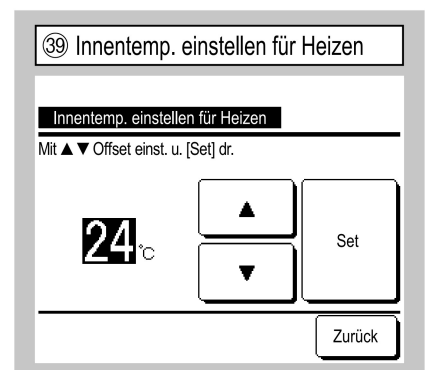 ㊴ Innentemp. einstellen für Heizen
Innentemp. einstellen für Heizen
Mit ▲▼ Offset einst. u. [Set] dr.
▲
24°C
Set
▼
Zurück